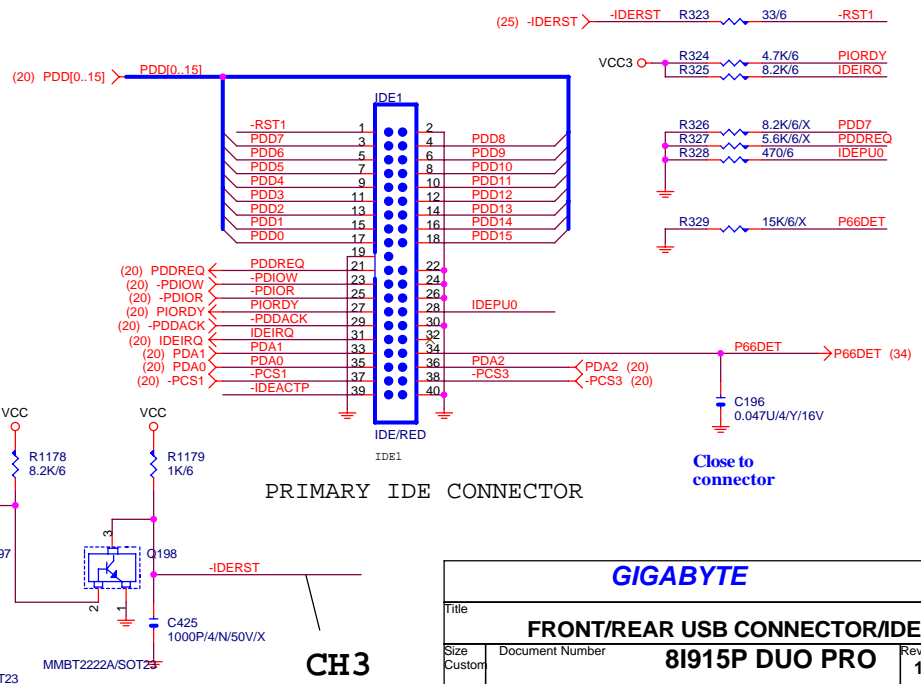 (25) -IDERST -IDERST R323 33/6 -RST1
VCC3 R324 4.7K/6 PIORDY
R325 8.2K/6 IDEIRQ
(20) PDD[0..15] PDD[0..15]
IDE1
R326 8.2K/6/X PDD7
R327 5.6K/6/X PDDREQ
R328 470/6 IDEPU0
R329 15K/6/X P66DET
-RST1 1 2
PDD7 3 4 PDD8
PDD6 5 6 PDD9
PDD5 7 8 PDD10
PDD4 9 10 PDD11
PDD3 11 12 PDD12
PDD2 13 14 PDD13
PDD1 15 16 PDD14
PDD0 17 18 PDD15
19
(20) PDDREQ PDDREQ 21 22
(20) -PDIOW -PDIOW 23 24
(20) -PDIOR -PDIOR 25 26
(20) PIORDY PIORDY 27 28 IDEPU0
(20) -PDDACK -PDDACK 29 30
(20) IDEIRQ IDEIRQ 31 32
(20) PDA1 PDA1 33 34 P66DET P66DET (34)
(20) PDA0 PDA0 35 36 PDA2 PDA2 (20)
(20) -PCS1 -PCS1 37 38 -PCS3 -PCS3 (20)
-IDEACTP 39 40
IDE/RED
IDE1
C196
0.047U/4/Y/16V
Close to
connector
PRIMARY IDE CONNECTOR
VCC VCC
R1178
8.2K/6
R1179
1K/6
97
3
Q198
2
1
-IDERST
C425
1000P/4/N/50V/X
MMBT2222A/SOT23
T23
CH3
GIGABYTE
Title
FRONT/REAR USB CONNECTOR/IDE
Size
Custom
Document Number
8I915P DUO PRO
Rev
1